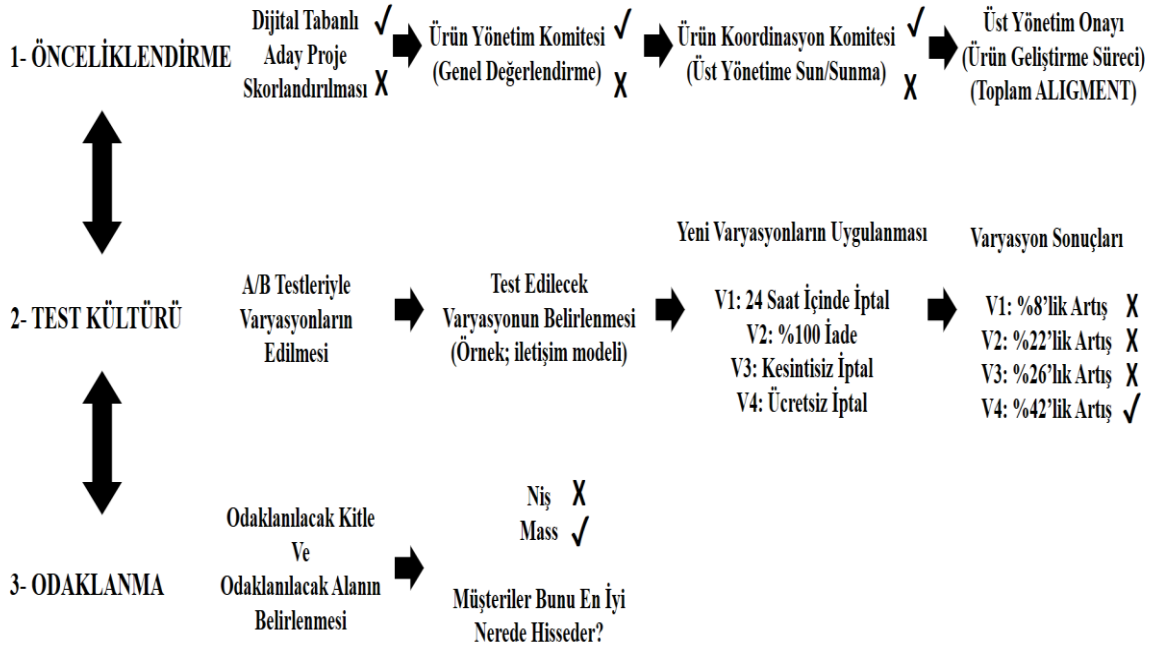 1- ÖNCELİKLENDİRME
Dijital Tabanlı √
Aday Proje
Skorlandırılması X
Ürün Yönetim Komitesi √
(Genel Değerlendirme) X
Ürün Koordinasyon Komitesi √
(Üst Yönetime Sun/Sunma) X
Üst Yönetim Onayı
(Ürün Geliştirme Süreci)
(Toplam ALIGMENT)
2- TEST KÜLTÜRÜ
A/B Testleriyle
Varyasyonların
Edilmesi
Test Edilecek
Varyasyonun Belirlenmesi
(Örnek; iletişim modeli)
Yeni Varyasyonların Uygulanması
V1: 24 Saat İçinde İptal
V2: %100 İade
V3: Kesintisiz İptal
V4: Ücretsiz İptal
Varyasyon Sonuçları
V1: %8’lik Artış X
V2: %22’lik Artış X
V3: %26’lık Artış X
V4: %42’lik Artış √
3- ODAKLANMA
Odaklanılacak Kitle
Ve
Odaklanılacak Alanın
Belirlenmesi
Niş X
Mass √
Müşteriler Bunu En İyi
Nerede Hisseder?